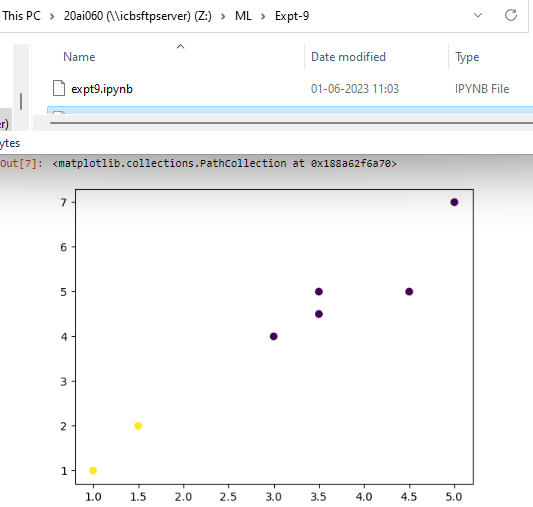 This PC > 20ai060 (\\icbsftpserver) (Z:) > ML > Expt-9
Name Date modified Type
expt9.ipynb 01-06-2023 11:03 IPYNB File
er)
ytes
Out[7]: <matplotlib.collections.PathCollection at 0x188a62f6a70>
7
6
5
4
3
2
1
1.0 1.5 2.0 2.5 3.0 3.5 4.0 4.5 5.0